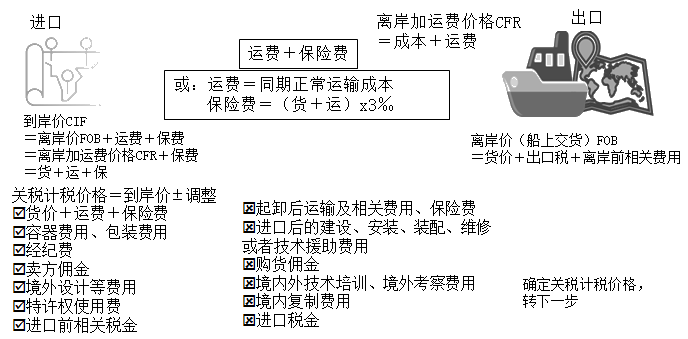 进口
离岸加运费价格CFR
＝成本＋运费
出口
运费＋保险费
或：运费＝同期正常运输成本
保险费＝（货＋运）x3‰
到岸价CIF
＝离岸价FOB＋运费＋保费
＝离岸加运费价格CFR＋保费
＝货＋运＋保
离岸价（船上交货）FOB
＝货价＋出口税＋离岸前相关费用
关税计税价格＝到岸价±调整
☑货价＋运费＋保险费
☑容器费用、包装费用
☑经纪费
☑卖方佣金
☑境外设计等费用
☑特许权使用费
☑进口前相关税金
☒起卸后运输及相关费用、保险费
☒进口后的建设、安装、装配、维修
或者技术援助费用
☒购货佣金
☒境内外技术培训、境外考察费用
☒境内复制费用
☒进口税金
确定关税计税价格，
转下一步